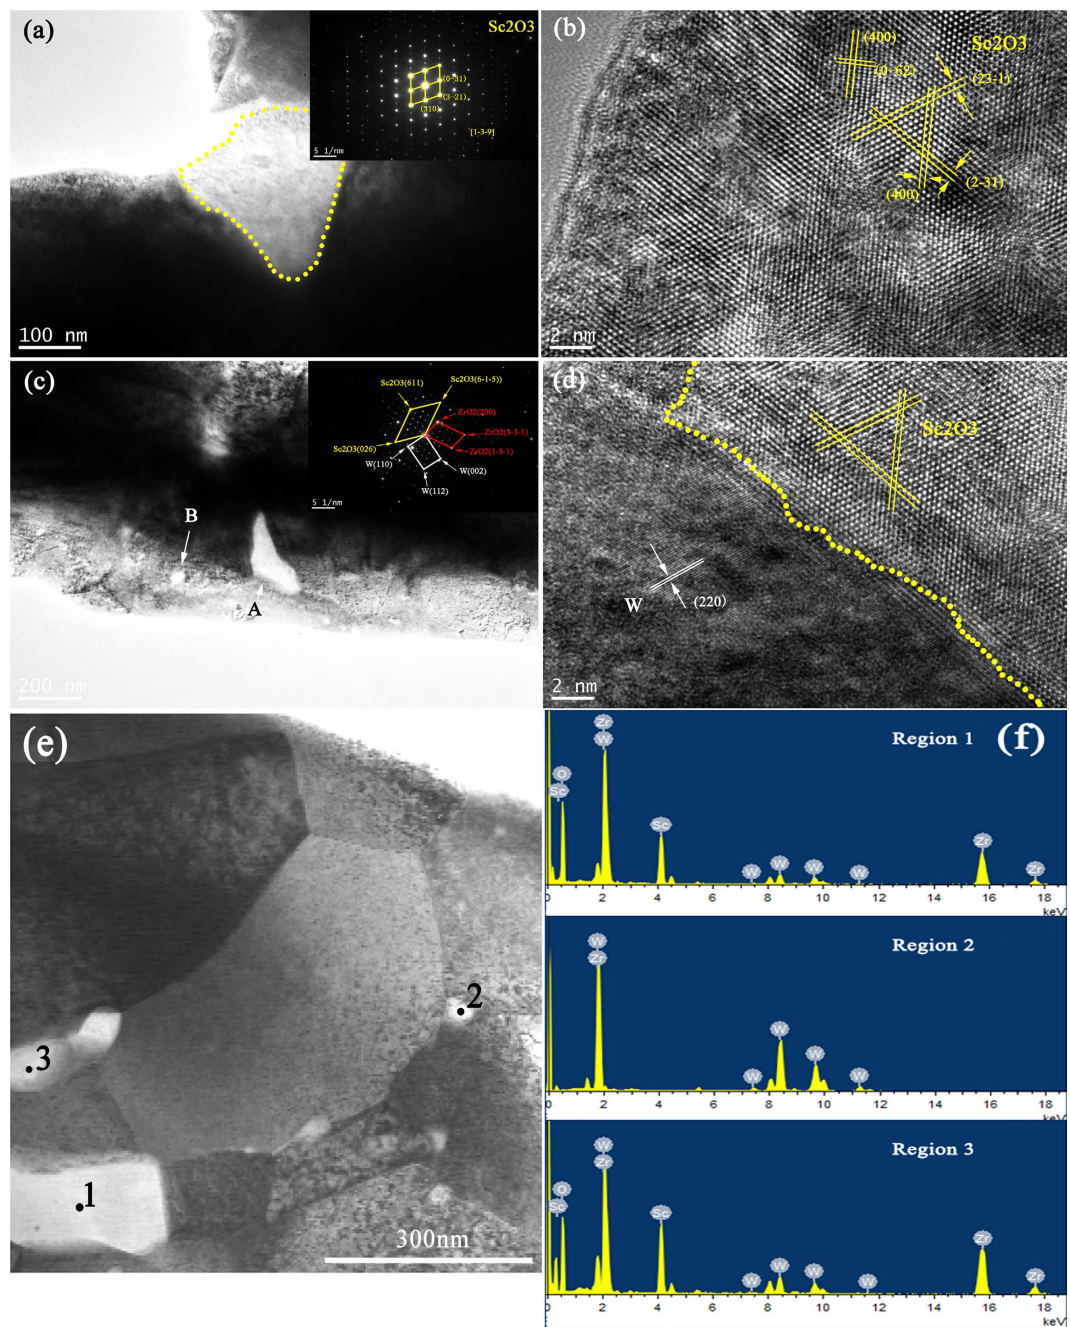 (a)
Sc2O3
(0-31)
(3-21)
(310)
[1-3-9]
5 1/nm
100 nm
(b)
(400)
Sc2O3
(0-62)
(23-1)
(2-31)
(400)
2 nm
(c)
Sc2O3(611)
Sc2O3(6-1-5))
ZrO2(200)
ZrO2(3-3-1)
Sc2O3(026)
ZrO2(1-3-1)
W(110)
W(002)
W(112)
5 1/nm
B
A
200 nm
(d)
Sc2O3
W
(220)
2 nm
(e)
2
3
1
300nm
Region 1
(f)
Zr
W
O
Sc
Sc
W
W
W
W
Zr
Zr
0 2 4 6 8 10 12 14 16 18
keV
Region 2
W
Zr
W
W
W
W
0 2 4 6 8 10 12 14 16 18
keV
Region 3
W
Zr
O
Sc
Sc
W
W
W
W
Zr
Zr
0 2 4 6 8 10 12 14 16 18
keV